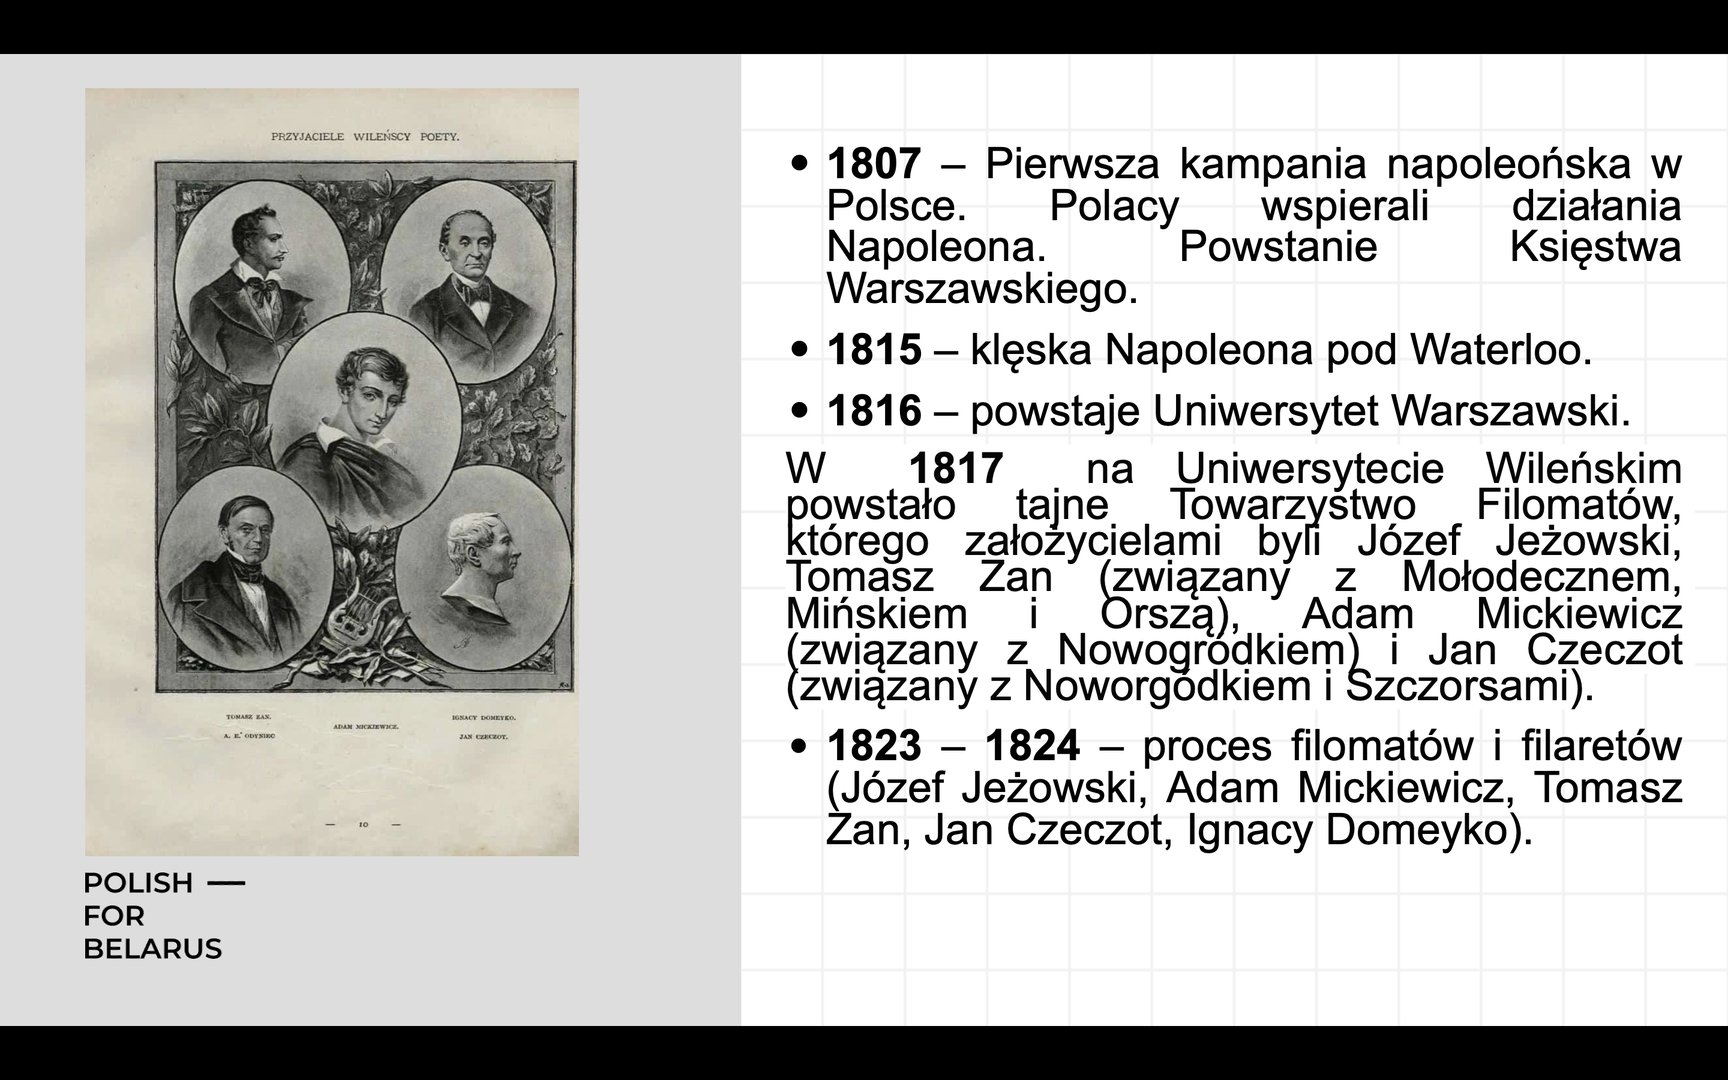 PRZYJACIELE WILEŃSCY POETY.
TOMASZ ZAN.
A. E. ODYNIEC
ADAM MICKIEWICZ.
IGNACY DOMEYKO.
JAN CZECZOT.
— 10 —
POLISH —
FOR
BELARUS
• 1807 – Pierwsza kampania napoleońska w
Polsce. Polacy wspierali działania
Napoleona. Powstanie Księstwa
Warszawskiego.
• 1815 – klęska Napoleona pod Waterloo.
• 1816 – powstaje Uniwersytet Warszawski.
W 1817 na Uniwersytecie Wileńskim
powstało tajne Towarzystwo Filomatów,
którego założycielami byli Józef Jeżowski,
Tomasz Zan (związany z Mołodecznem,
Mińskiem i Orszą), Adam Mickiewicz
(związany z Nowogródkiem) i Jan Czeczot
(związany z Noworgódkiem i Szczorsami).
• 1823 – 1824 – proces filomatów i filaretów
(Józef Jeżowski, Adam Mickiewicz, Tomasz
Zan, Jan Czeczot, Ignacy Domeyko).